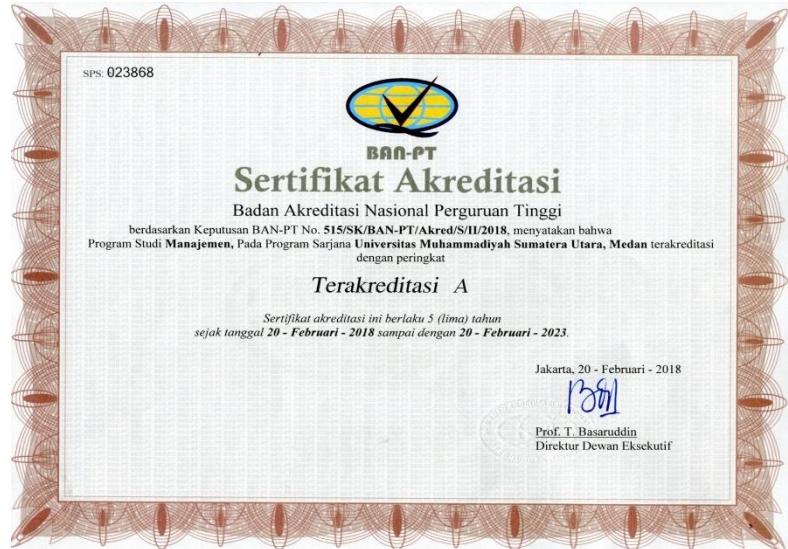 SPS: 023868
BAN-PT
Sertifikat Akreditasi
Badan Akreditasi Nasional Perguruan Tinggi
berdasarkan Keputusan BAN-PT No. 515/SK/BAN-PT/Akred/S/II/2018, menyatakan bahwa
Program Studi Manajemen, Pada Program Sarjana Universitas Muhammadiyah Sumatera Utara, Medan terakreditasi
dengan peringkat
Terakreditasi A
Sertifikat akreditasi ini berlaku 5 (lima) tahun
sejak tanggal 20 - Februari - 2018 sampai dengan 20 - Februari - 2023.
Jakarta, 20 - Februari - 2018
Prof. T. Basaruddin
Direktur Dewan Eksekutif